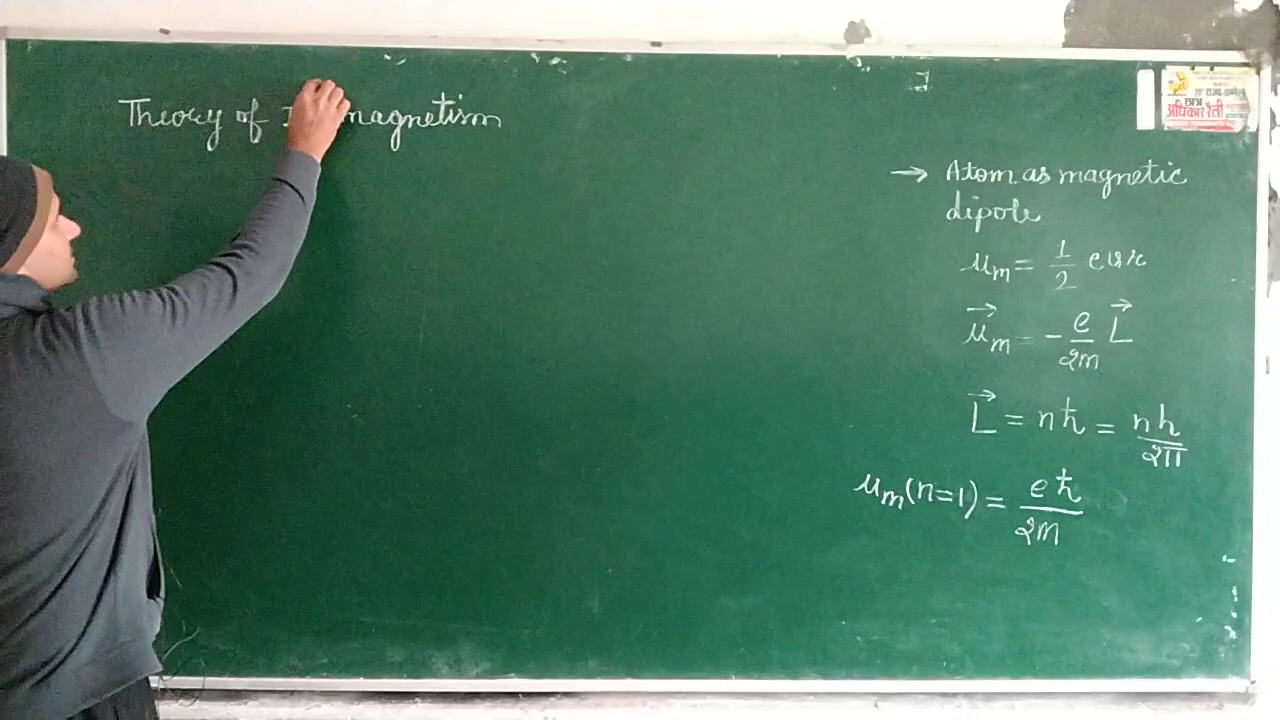 Theory of magnetism
→ Atom as magnetic
dipole
μm = 1/2 evr
μ⃗m = - e/2m L⃗
L⃗ = nħ = nh/2π
μm(n=1) = eħ/2m
छात्र
अधिकार रैली